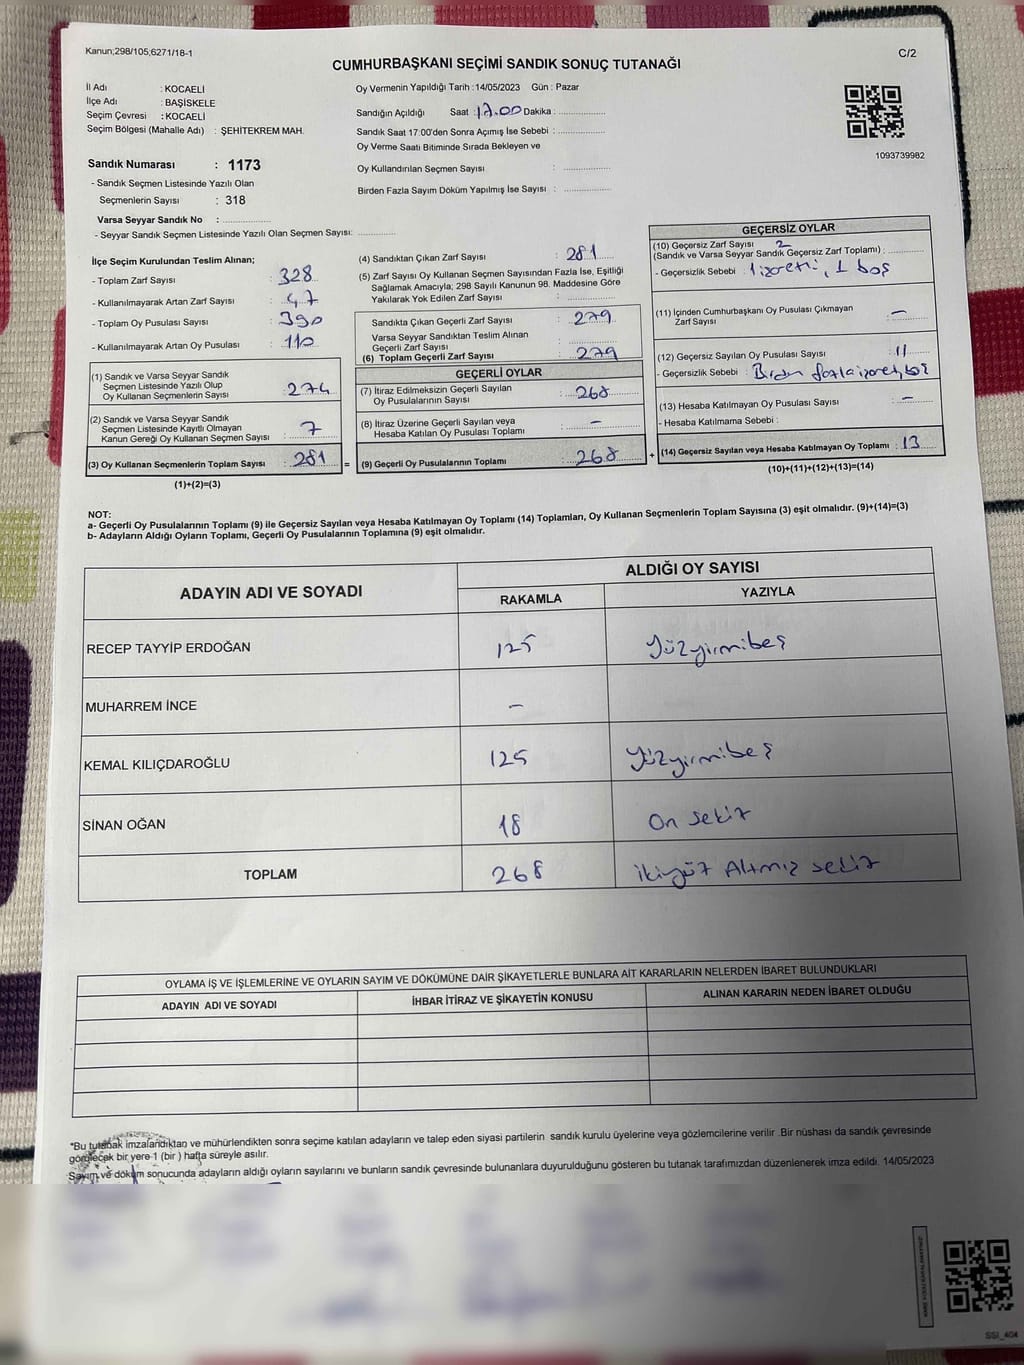 Kanun;298/105,6271/18-1
C/2
CUMHURBAŞKANI SEÇİMİ SANDIK SONUÇ TUTANAĞI
İl Adı : KOCAELİ
İlçe Adı : BAŞİSKELE
Seçim Çevresi : KOCAELİ
Seçim Bölgesi (Mahalle Adı) : ŞEHİTEKREM MAH.
Sandık Numarası : 1173
- Sandık Seçmen Listesinde Yazılı Olan
Seçmenlerin Sayısı : 318
Varsa Seyyar Sandık No : ................
- Seyyar Sandık Seçmen Listesinde Yazılı Olan Seçmen Sayısı: ............
Oy Vermenin Yapıldığı Tarih : 14/05/2023 Gün : Pazar
Sandığın Açıldığı Saat : 17.00 Dakika : ................
Sandık Saat 17:00'den Sonra Açımış İse Sebebi : ................
Oy Verme Saati Bitiminde Sırada Bekleyen ve
Oy Kullandırılan Seçmen Sayısı : ................
Birden Fazla Sayım Döküm Yapılmış İse Sayısı : ................
1093739982
İlçe Seçim Kurulundan Teslim Alınan;
- Toplam Zarf Sayısı : 328
- Kullanılmayarak Artan Zarf Sayısı : 47
- Toplam Oy Pusulası Sayısı : 390
- Kullanılmayarak Artan Oy Pusulası : 110
(1) Sandık ve Varsa Seyyar Sandık
Seçmen Listesinde Yazılı Olup
Oy Kullanan Seçmenlerin Sayısı : 274
(2) Sandık ve Varsa Seyyar Sandık
Seçmen Listesinde Kayıtlı Olmayan
Kanun Gereği Oy Kullanan Seçmen Sayısı : 7
(3) Oy Kullanan Seçmenlerin Toplam Sayısı : 281 =
(1)+(2)=(3)
(4) Sandıktan Çıkan Zarf Sayısı : 281
(5) Zarf Sayısı Oy Kullanan Seçmen Sayısından Fazla İse, Eşitliği
Sağlamak Amacıyla; 298 Sayılı Kanunun 98. Maddesine Göre
Yakılarak Yok Edilen Zarf Sayısı : ................
Sandıkta Çıkan Geçerli Zarf Sayısı : 279
Varsa Seyyar Sandıktan Teslim Alınan
Geçerli Zarf Sayısı : ................
(6) Toplam Geçerli Zarf Sayısı : 279
GEÇERLİ OYLAR
(7) İtiraz Edilmeksizin Geçerli Sayılan
Oy Pusulalarının Sayısı : 268
(8) İtiraz Üzerine Geçerli Sayılan veya
Hesaba Katılan Oy Pusulası Toplamı : -
(9) Geçerli Oy Pusulalarının Toplamı : 268 +
GEÇERSİZ OYLAR
(10) Geçersiz Zarf Sayısı 2
(Sandık ve Varsa Seyyar Sandık Geçersiz Zarf Toplamı) : ............
- Geçersizlik Sebebi : 1 işaretli, 1 boş
(11) İçinden Cumhurbaşkanı Oy Pusulası Çıkmayan
Zarf Sayısı : -
(12) Geçersiz Sayılan Oy Pusulası Sayısı : 11
- Geçersizlik Sebebi : Birden fazla işaret, boş
(13) Hesaba Katılmayan Oy Pusulası Sayısı : -
- Hesaba Katılmama Sebebi :
(14) Geçersiz Sayılan veya Hesaba Katılmayan Oy Toplamı : 13
(10)+(11)+(12)+(13)=(14)
NOT:
a- Geçerli Oy Pusulalarının Toplamı (9) ile Geçersiz Sayılan veya Hesaba Katılmayan Oy Toplamı (14) Toplamları, Oy Kullanan Seçmenlerin Toplam Sayısına (3) eşit olmalıdır. (9)+(14)=(3)
b- Adayların Aldığı Oyların Toplamı, Geçerli Oy Pusulalarının Toplamına (9) eşit olmalıdır.
ADAYIN ADI VE SOYADI
ALDIĞI OY SAYISI
RAKAMLA YAZIYLA
RECEP TAYYİP ERDOĞAN 125 Yüzyirmibeş
MUHARREM İNCE -
KEMAL KILIÇDAROĞLU 125 Yüzyirmibeş
SİNAN OĞAN 18 On sekiz
TOPLAM 268 ikiyüz Altmız sekiz
OYLAMA İŞ VE İŞLEMLERİNE VE OYLARIN SAYIM VE DÖKÜMÜNE DAİR ŞİKAYETLERLE BUNLARA AİT KARARLARIN NELERDEN İBARET BULUNDUKLARI
ADAYIN ADI VE SOYADI İHBAR İTİRAZ VE ŞİKAYETİN KONUSU ALINAN KARARIN NEDEN İBARET OLDUĞU
*Bu tutanak imzalandıktan ve mühürlendikten sonra seçime katılan adayların ve talep eden siyasi partilerin sandık kurulu üyelerine veya gözlemcilerine verilir .Bir nüshası da sandık çevresinde
görülecek bir yere 1 (bir ) hafta süreyle asılır.
Sayım ve döküm sonucunda adayların aldığı oyların sayılarını ve bunların sandık çevresinde bulunanlara duyurulduğunu gösteren bu tutanak tarafımızdan düzenlenerek imza edildi. 14/05/2023
SSI_404